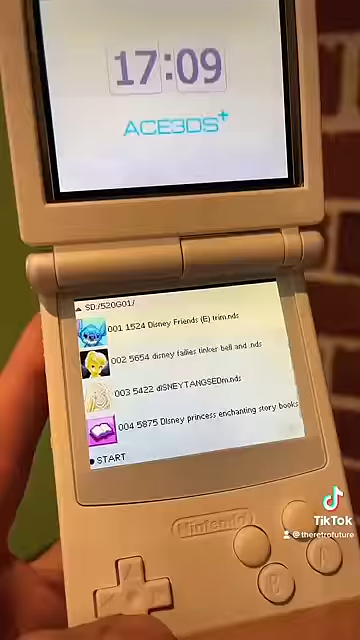 17:09
ACE3DS+
SD:/520G01/
001 1524 Disney Friends (E) trim.nds
002 5654 disney failies tinker bell and .nds
003 5422 diSNEYTANGSEDm.nds
004 5875 Disney princess enchanting story books
START
Nintendo
TikTok
@theretrofuture
B